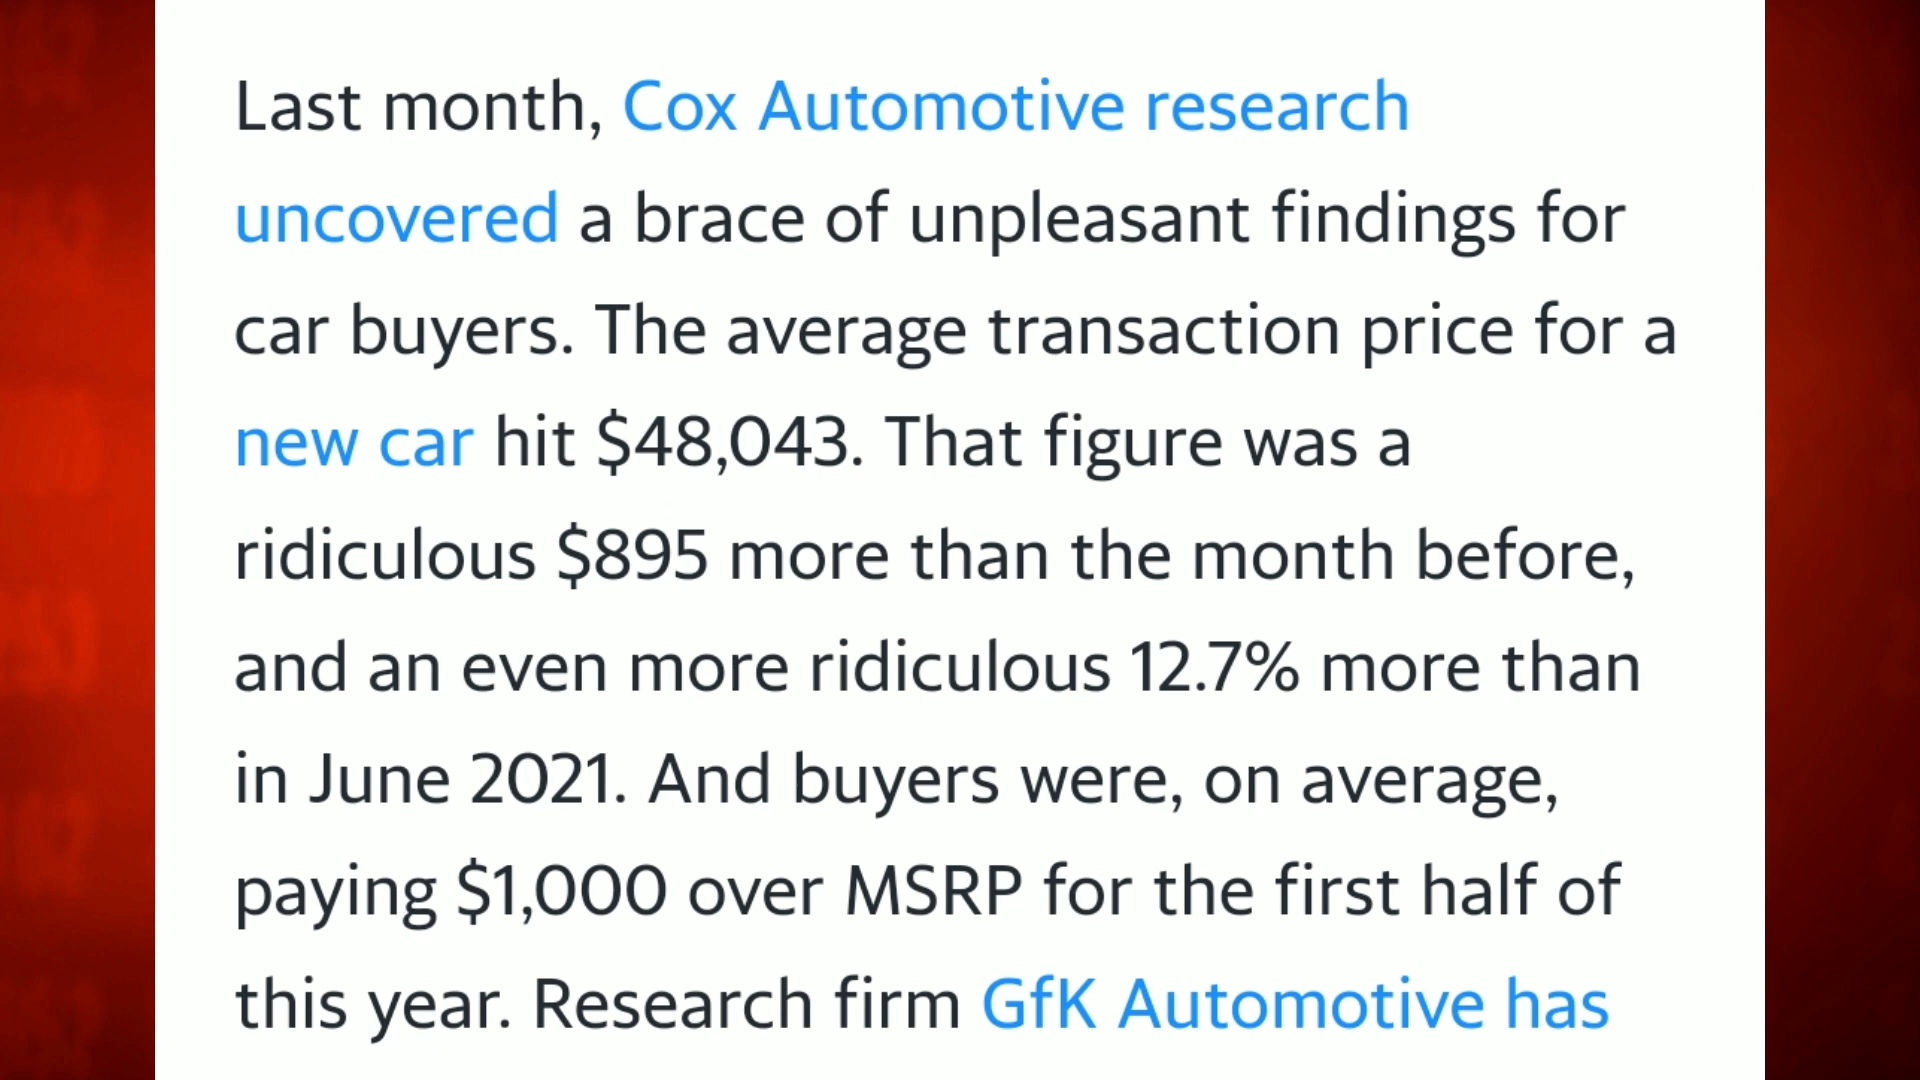 Last month, Cox Automotive research
uncovered a brace of unpleasant findings for
car buyers. The average transaction price for a
new car hit $48,043. That figure was a
ridiculous $895 more than the month before,
and an even more ridiculous 12.7% more than
in June 2021. And buyers were, on average,
paying $1,000 over MSRP for the first half of
this year. Research firm GfK Automotive has